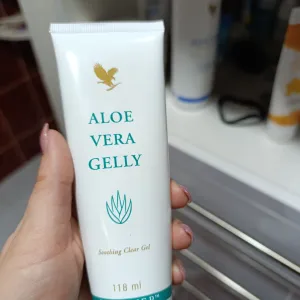 ALOE
VERA
GELLY
Soothing Clear Gel
118 ml